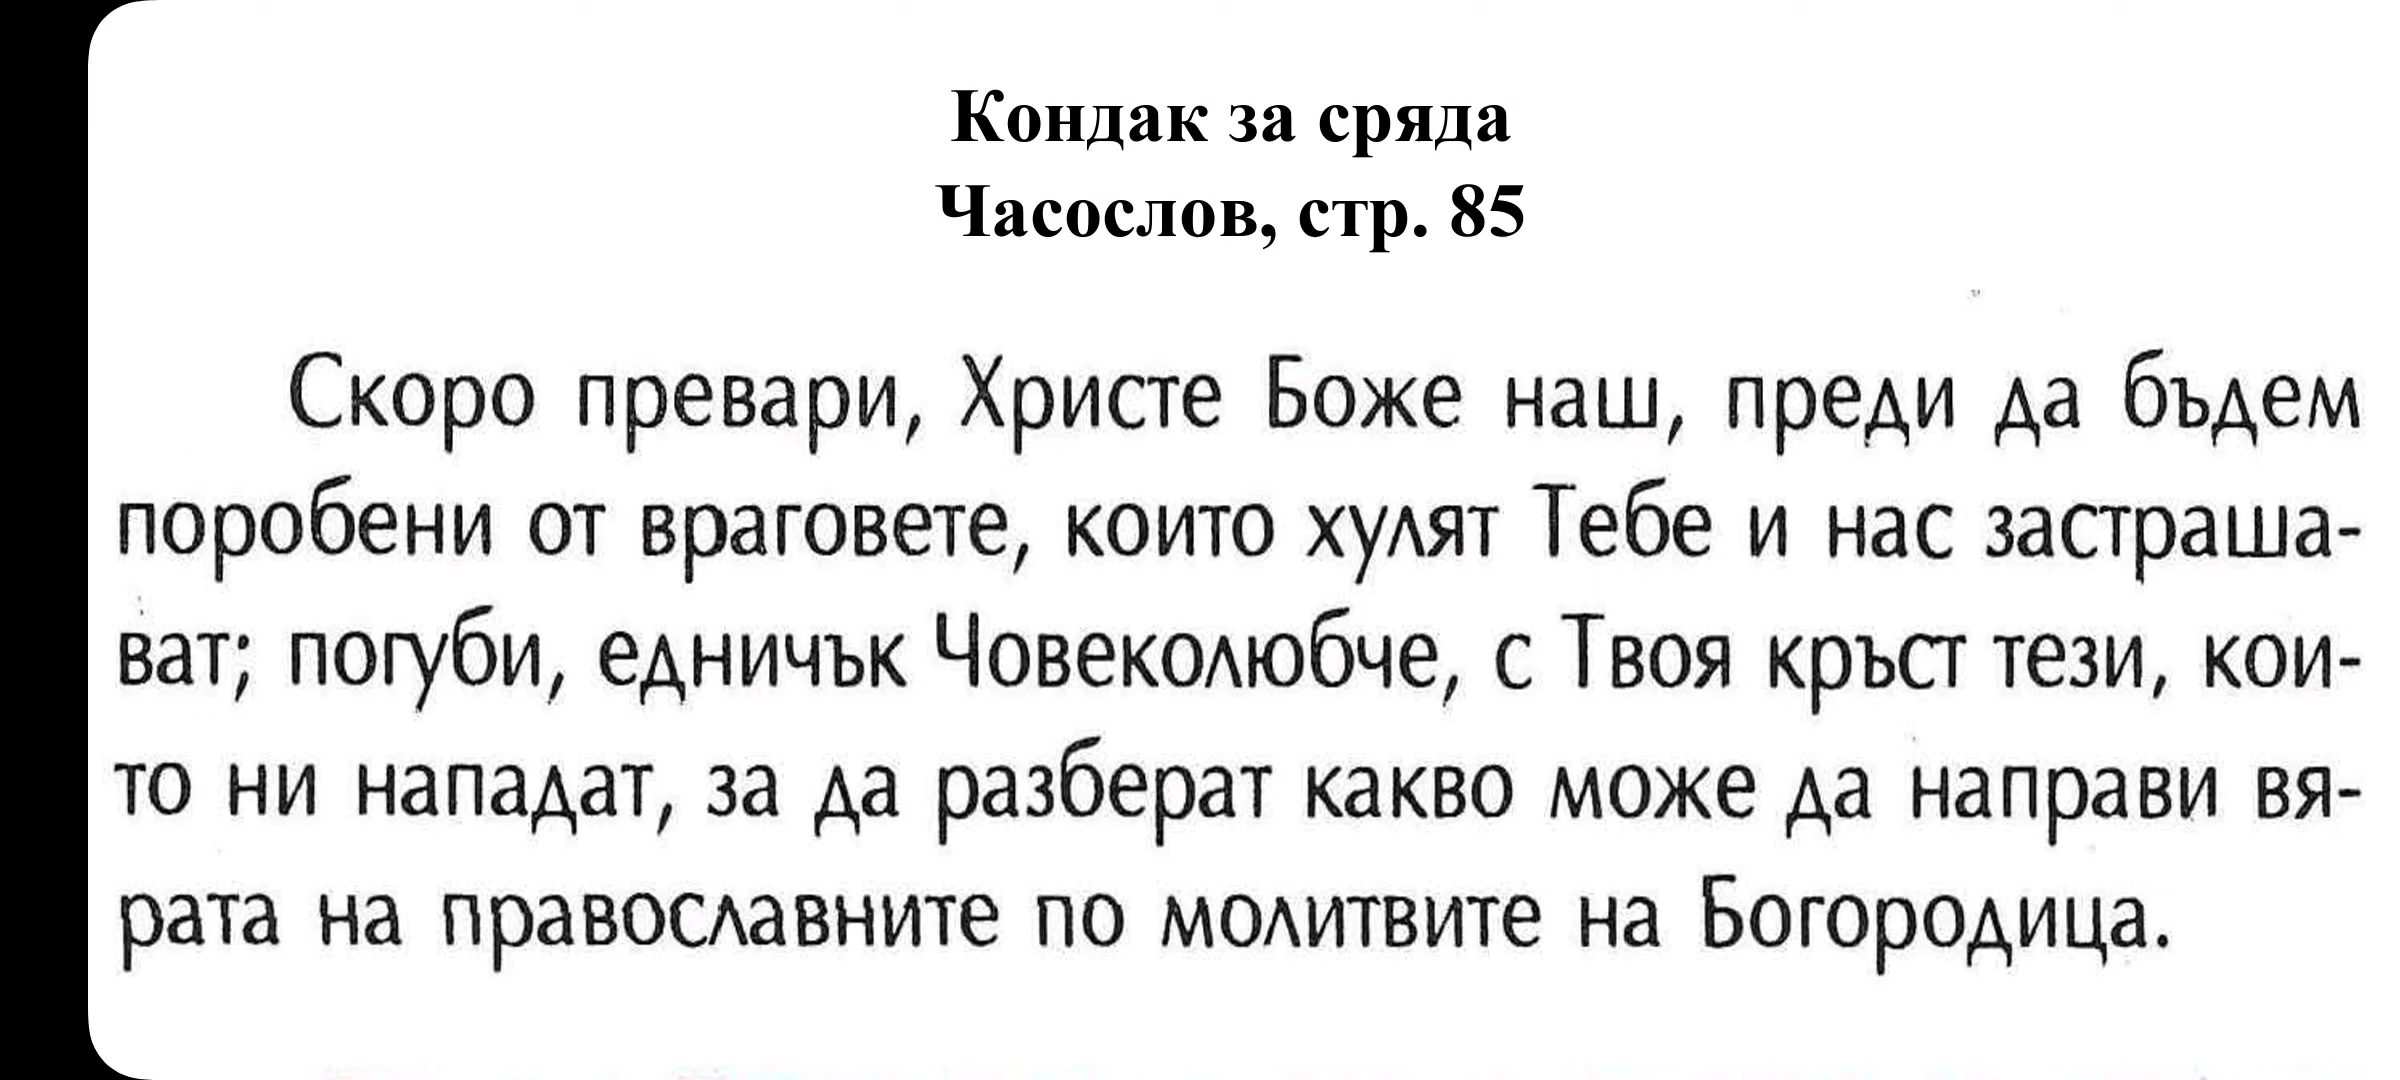 Кондак за сряда
Часослов, стр. 85
Скоро превари, Христе Боже наш, преди да бъдем
поробени от враговете, които хулят Тебе и нас застраша-
ват; погуби, едничък Човеколюбче, с Твоя кръст тези, кои-
то ни нападат, за да разберат какво може да направи вя-
рата на православните по молитвите на Богородица.